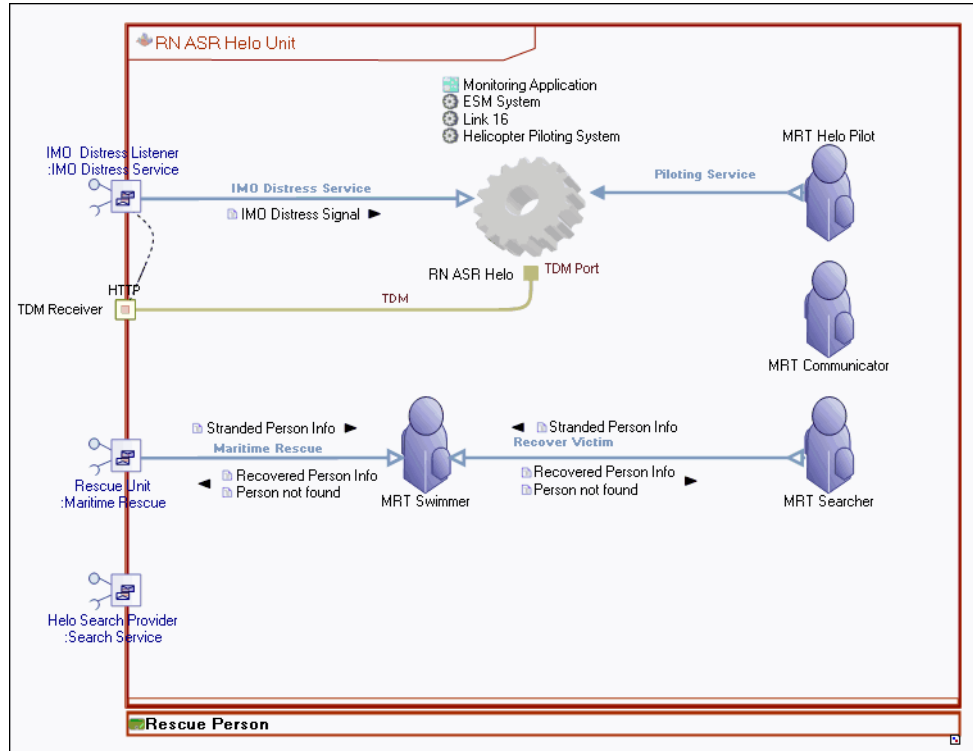 RN ASR Helo Unit
Monitoring Application
ESM System
Link 16
Helicopter Piloting System
MRT Helo Pilot
IMO Distress Listener
:IMO Distress Service
IMO Distress Service
IMO Distress Signal
Piloting Service
RN ASR Helo
TDM Port
HTTP
TDM Receiver
TDM
MRT Communicator
Stranded Person Info
Maritime Rescue
Recovered Person Info
Person not found
Stranded Person Info
Recover Victim
Recovered Person Info
Person not found
Rescue Unit
:Maritime Rescue
MRT Swimmer
MRT Searcher
Helo Search Provider
:Search Service
Rescue Person